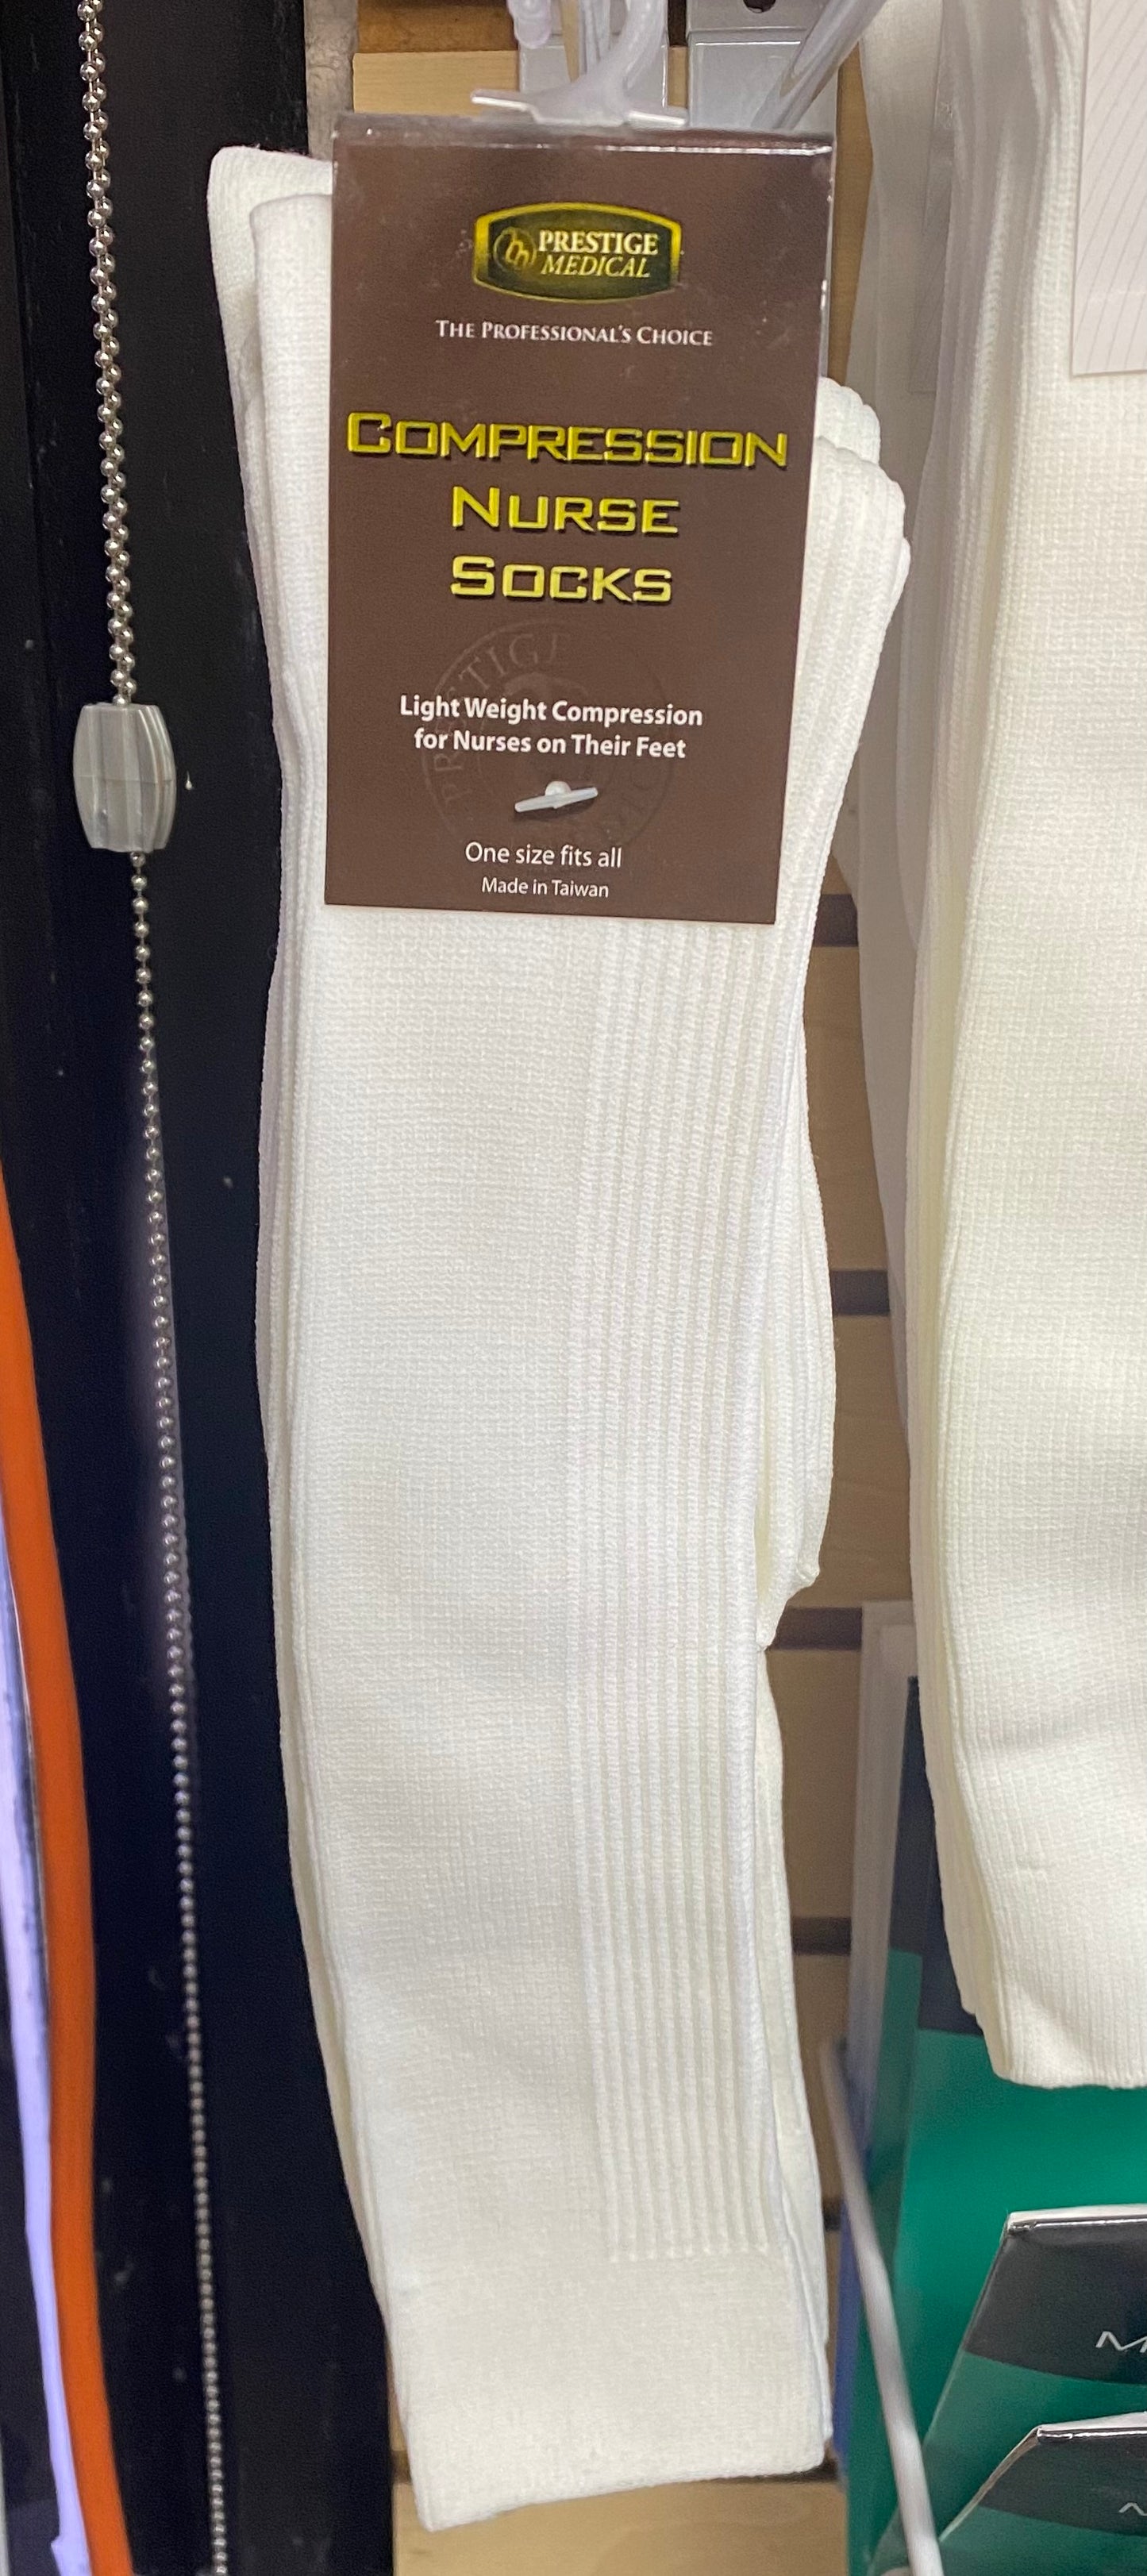 PRESTIGE
MEDICAL
THE PROFESSIONAL'S CHOICE
COMPRESSION
NURSE
SOCKS
PRESTIGE
Light Weight Compression
for Nurses on Their Feet
One size fits all
Made in Taiwan